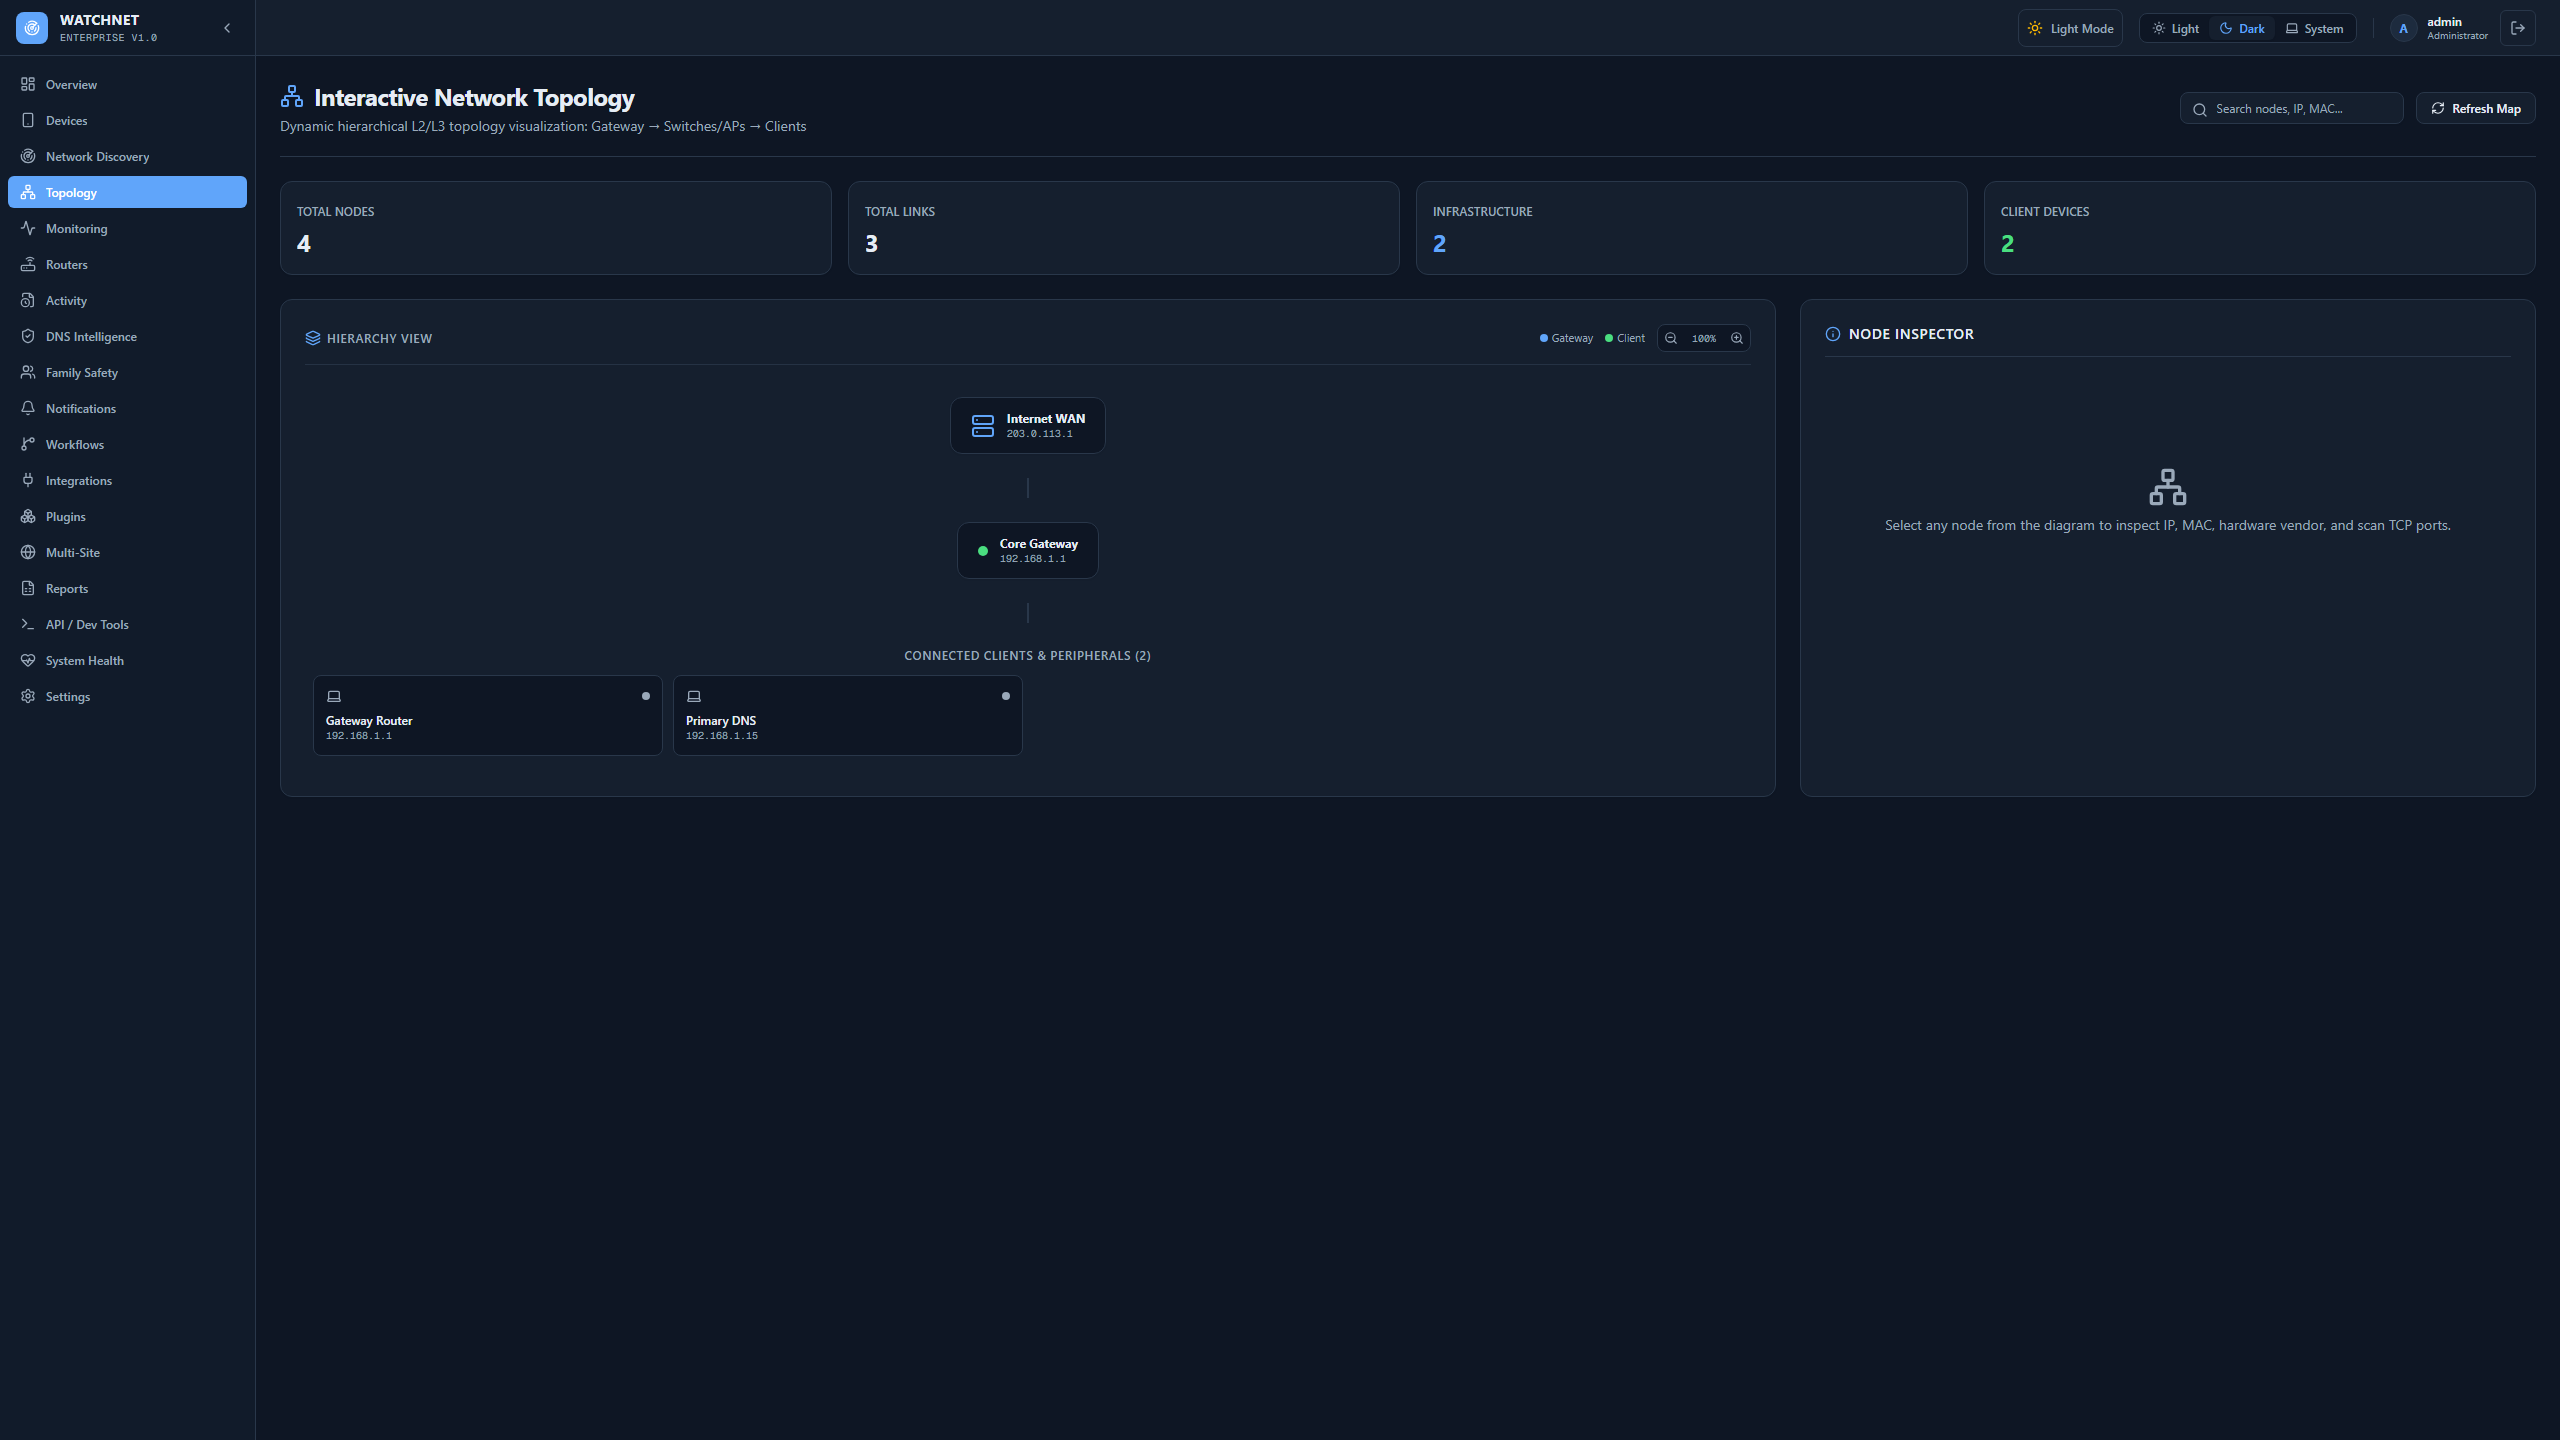 WATCHNET
ENTERPRISE V1.0
Light Mode
Light
Dark
System
A
admin
Administrator
Overview
Devices
Network Discovery
Topology
Monitoring
Routers
Activity
DNS Intelligence
Family Safety
Notifications
Workflows
Integrations
Plugins
Multi-Site
Reports
API / Dev Tools
System Health
Settings
Interactive Network Topology
Dynamic hierarchical L2/L3 topology visualization: Gateway → Switches/APs → Clients
Search nodes, IP, MAC...
Refresh Map
TOTAL NODES
4
TOTAL LINKS
3
INFRASTRUCTURE
2
CLIENT DEVICES
2
HIERARCHY VIEW
Gateway
Client
100%
Internet WAN
203.0.113.1
Core Gateway
192.168.1.1
CONNECTED CLIENTS & PERIPHERALS (2)
Gateway Router
192.168.1.1
Primary DNS
192.168.1.15
NODE INSPECTOR
Select any node from the diagram to inspect IP, MAC, hardware vendor, and scan TCP ports.